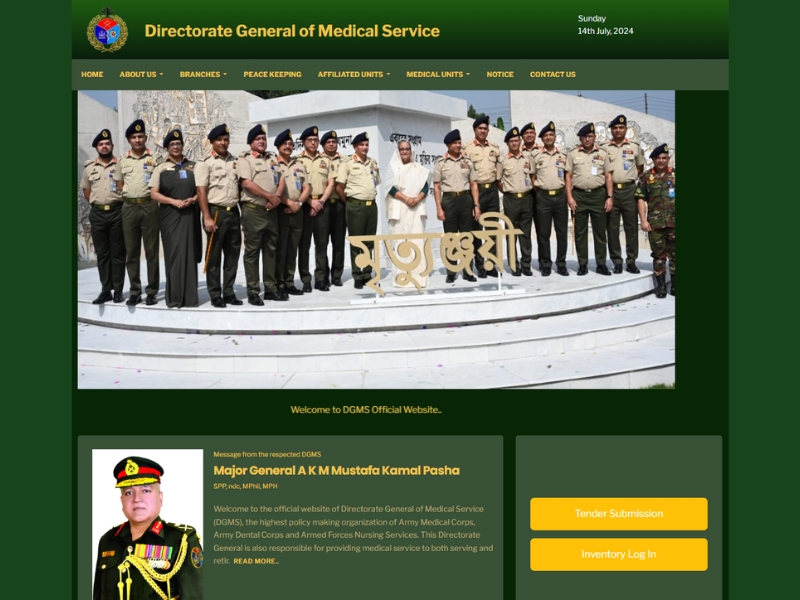 Directorate General of Medical Service
Sunday
14th July, 2024
HOME ABOUT US BRANCHES PEACE KEEPING AFFILIATED UNITS MEDICAL UNITS NOTICE CONTACT US
মৃত্যুঞ্জয়ী
Welcome to DGMS Official Website..
Message from the respected DGMS
Major General A K M Mustafa Kamal Pasha
SPP, ndc, MPhil, MPH
Welcome to the official website of Directorate General of Medical Service
(DGMS), the highest policy making organization of Army Medical Corps,
Army Dental Corps and Armed Forces Nursing Services. This Directorate
General is also responsible for providing medical service to both serving and
retir. READ MORE..
Tender Submission
Inventory Log In